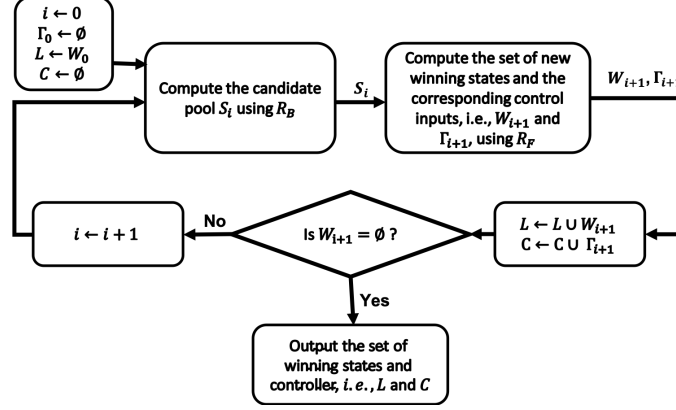 i ← 0
Γ₀ ← ∅
L ← W₀
C ← ∅
Compute the candidate
pool Sᵢ using R_B
Sᵢ
Compute the set of new
winning states and the
corresponding control
inputs, i.e., Wᵢ₊₁ and
Γᵢ₊₁, using R_F
Wᵢ₊₁, Γᵢ₊₁
i ← i + 1
No
Is Wᵢ₊₁ = ∅ ?
L ← L ∪ Wᵢ₊₁
C ← C ∪ Γᵢ₊₁
Yes
Output the set of
winning states and
controller, i.e., L and C